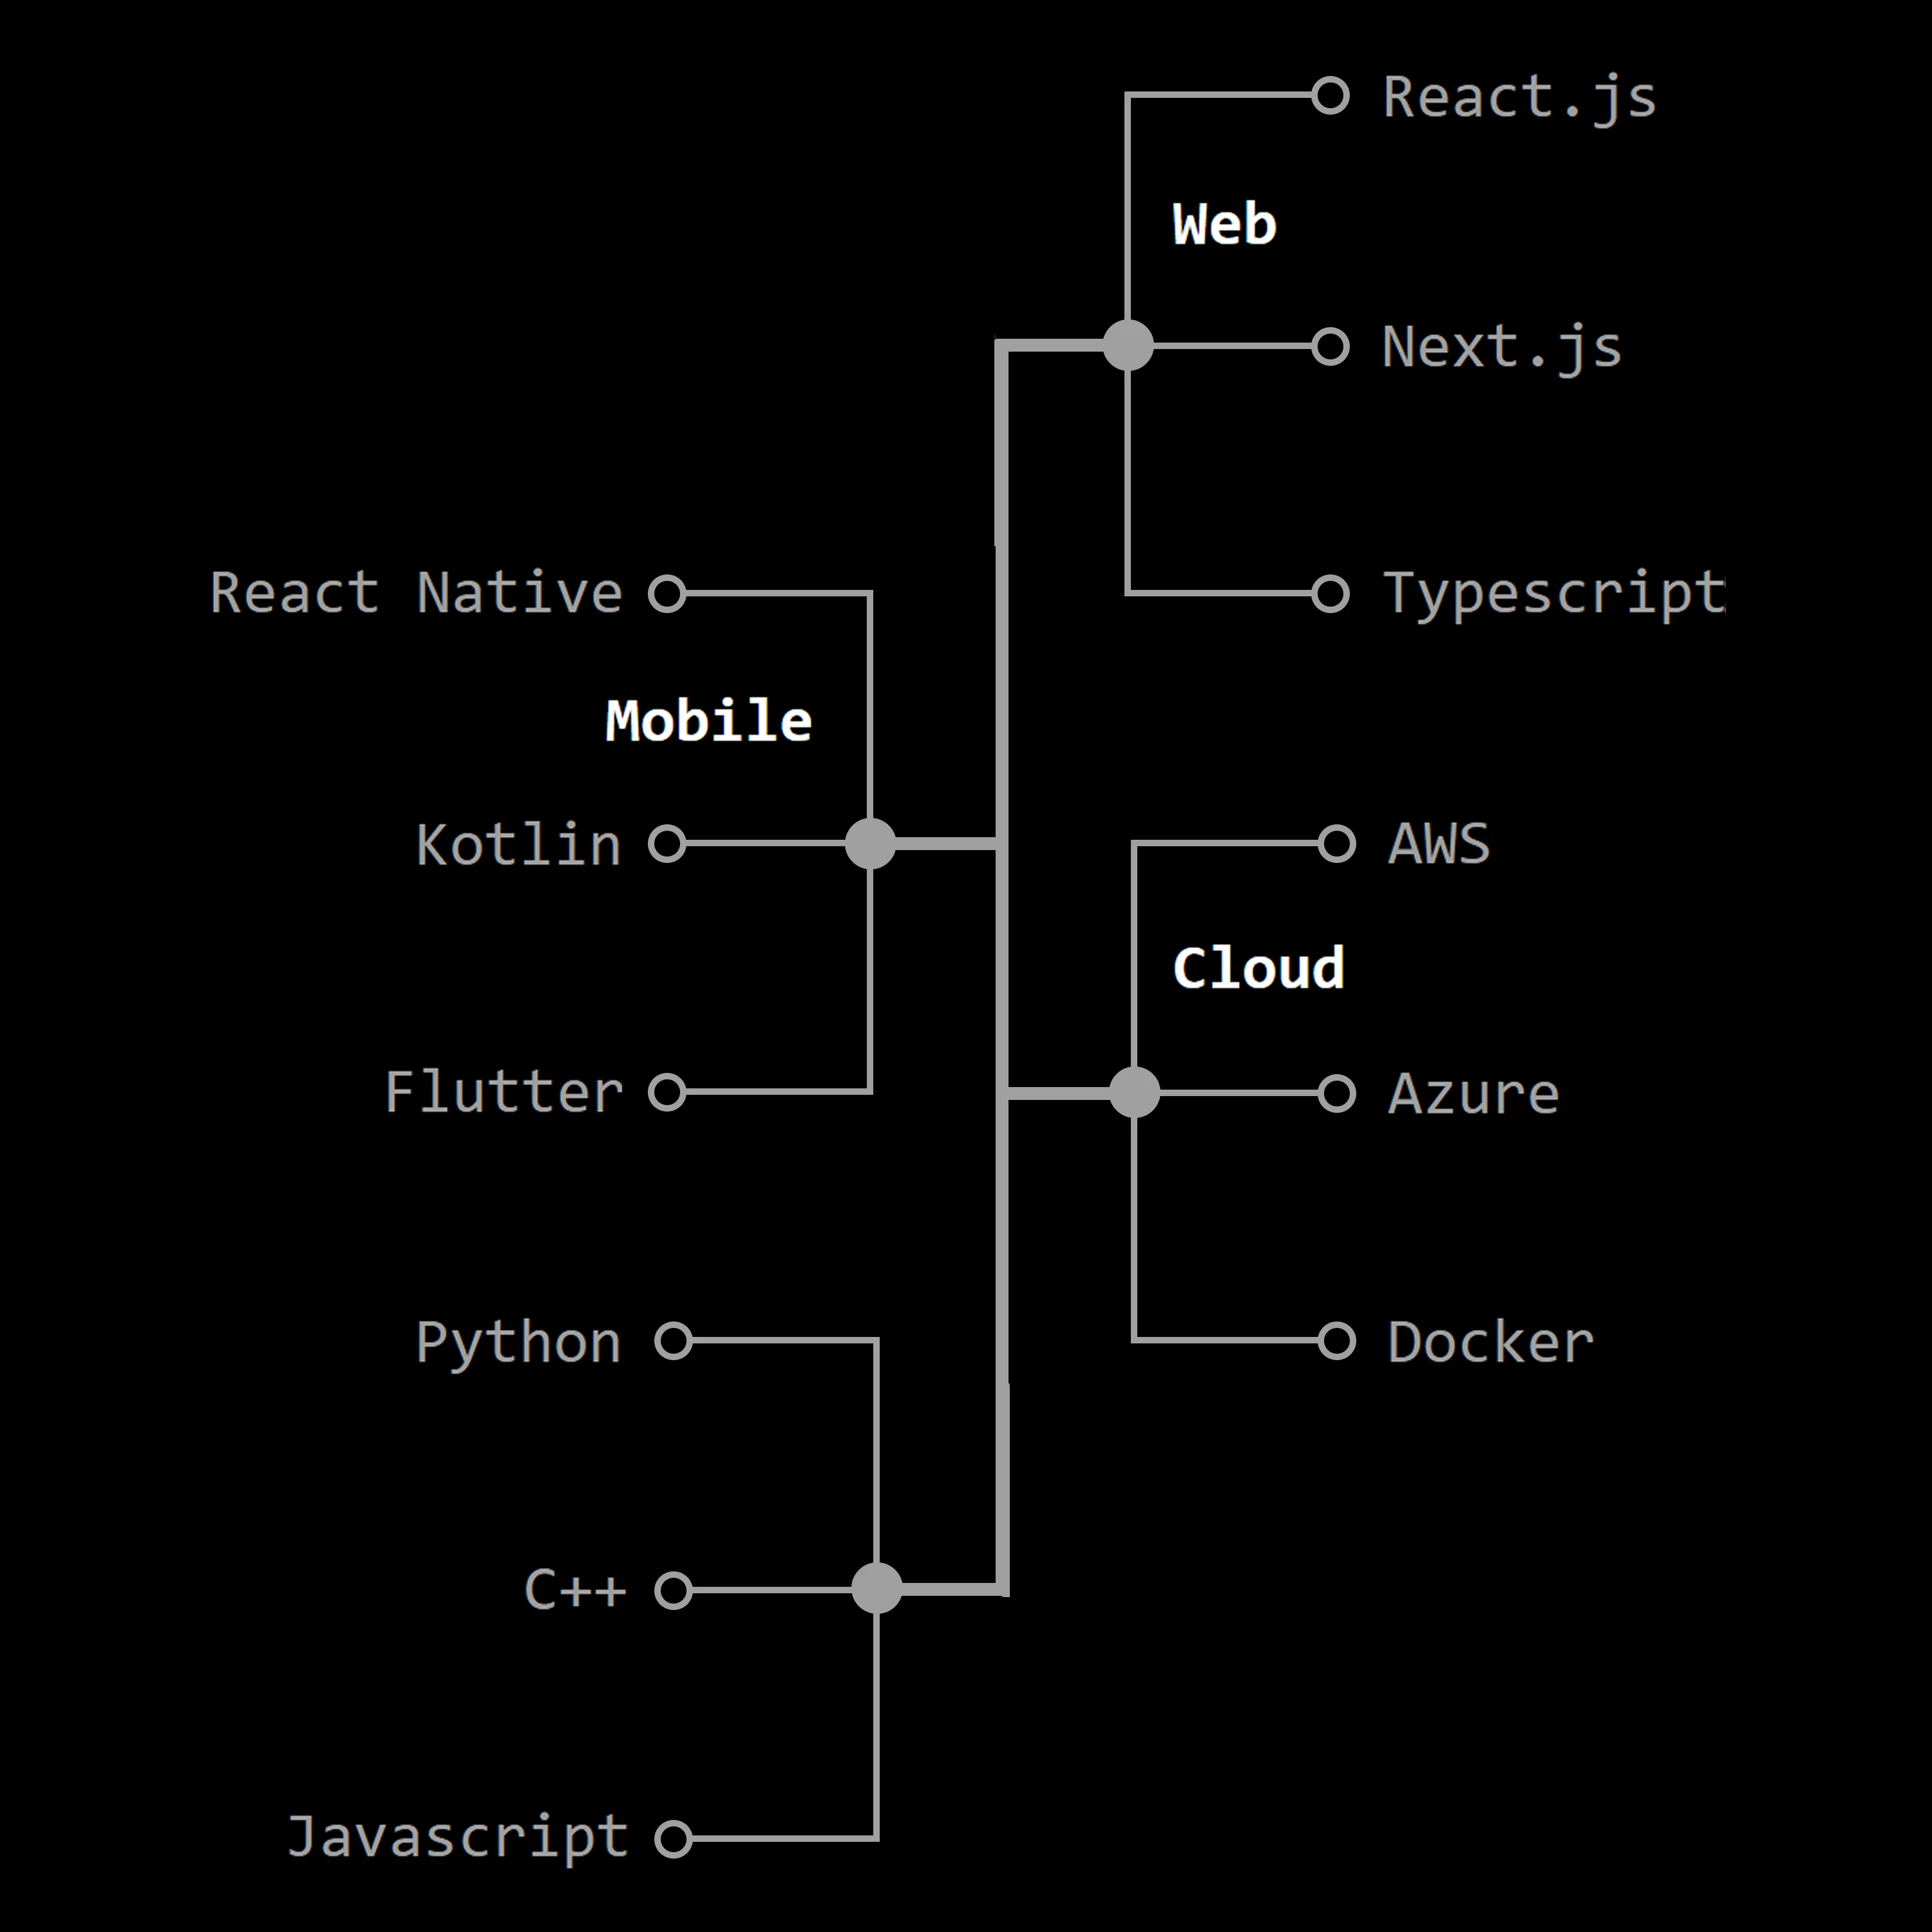 React.js
Web
Next.js
Typescript
React Native
Mobile
Kotlin
Flutter
AWS
Cloud
Azure
Docker
Python
C++
Javascript